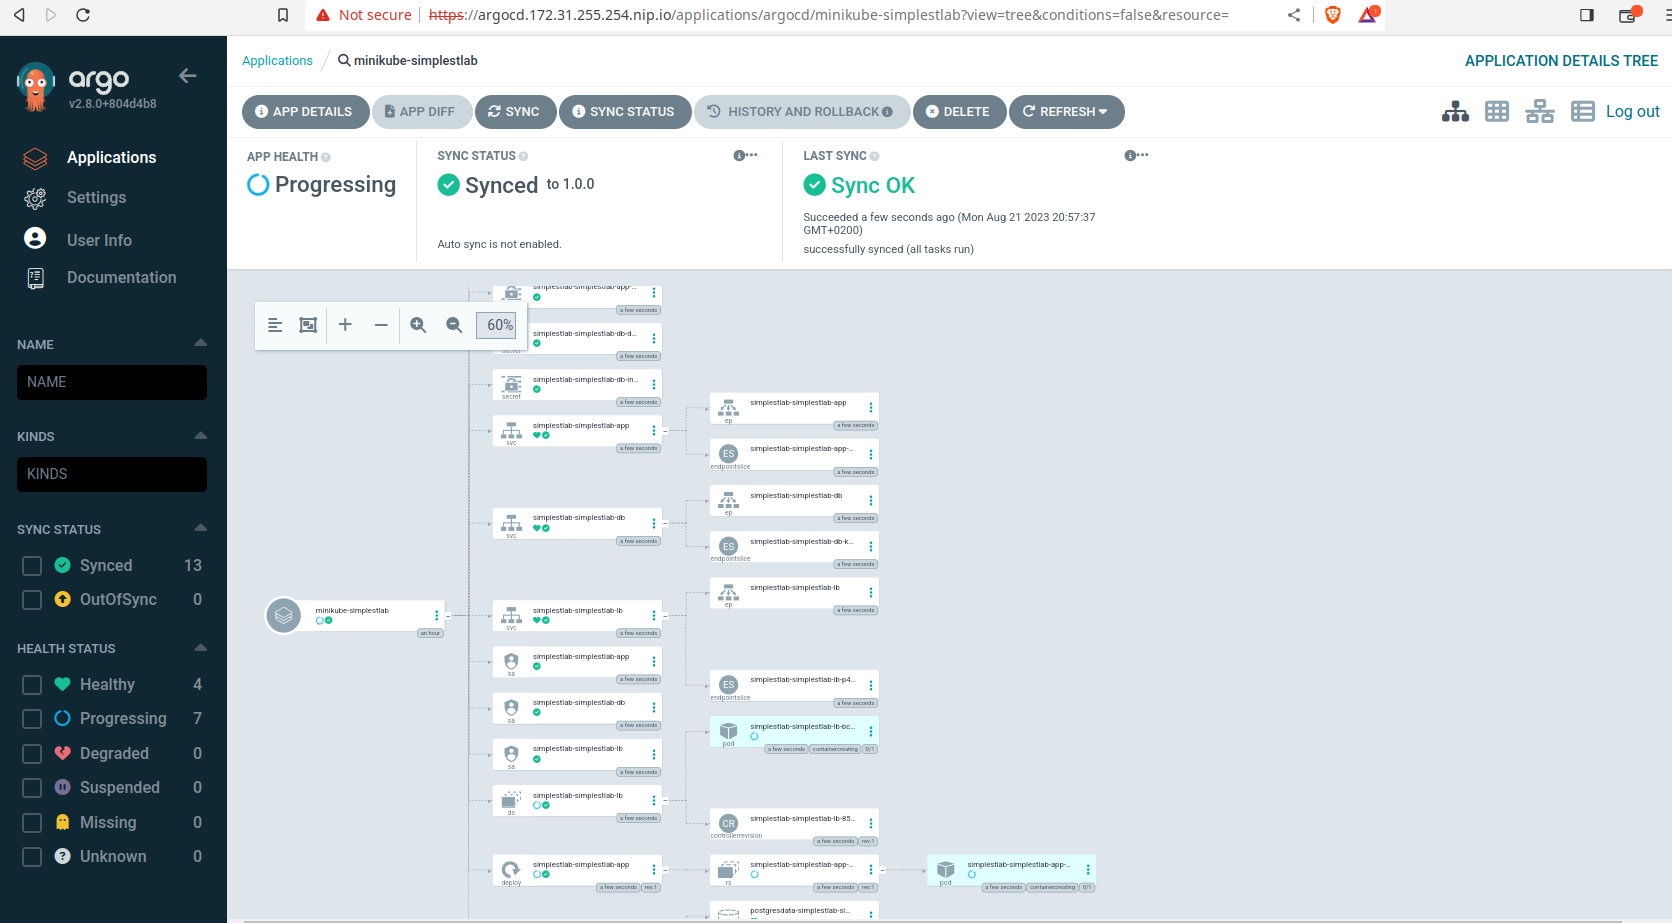 Not secure https://argocd.172.31.255.254.nip.io/applications/argocd/minikube-simplestlab?view=tree&conditions=false&resource=
argo
v2.8.0+804d4b8
Applications
Settings
User Info
Documentation
NAME
NAME
KINDS
KINDS
SYNC STATUS
Synced 13
OutOfSync 0
HEALTH STATUS
Healthy 4
Progressing 7
Degraded 0
Suspended 0
Missing 0
Unknown 0
Applications / minikube-simplestlab
APPLICATION DETAILS TREE
APP DETAILS APP DIFF SYNC SYNC STATUS HISTORY AND ROLLBACK DELETE REFRESH
Log out
APP HEALTH
Progressing
SYNC STATUS
Synced to 1.0.0
Auto sync is not enabled.
LAST SYNC
Sync OK
Succeeded a few seconds ago (Mon Aug 21 2023 20:57:37
GMT+0200)
successfully synced (all tasks run)
60%
minikube-simplestlab
an hour
simplestlab-simplestlab-app-...
a few seconds
simplestlab-simplestlab-db-d...
secret
a few seconds
simplestlab-simplestlab-db-in...
secret
a few seconds
simplestlab-simplestlab-app
svc
a few seconds
simplestlab-simplestlab-app
ep
a few seconds
ES
simplestlab-simplestlab-app-...
endpointslice
a few seconds
simplestlab-simplestlab-db
svc
a few seconds
simplestlab-simplestlab-db
ep
a few seconds
ES
simplestlab-simplestlab-db-k...
endpointslice
a few seconds
simplestlab-simplestlab-lb
svc
a few seconds
simplestlab-simplestlab-lb
ep
a few seconds
ES
simplestlab-simplestlab-lb-p4...
endpointslice
a few seconds
simplestlab-simplestlab-app
sa
a few seconds
simplestlab-simplestlab-db
sa
a few seconds
simplestlab-simplestlab-lb
sa
a few seconds
simplestlab-simplestlab-lb
ds
a few seconds
simplestlab-simplestlab-lb-bc...
pod
a few seconds containercreating 0/1
CR
simplestlab-simplestlab-lb-85...
controllerrevision
a few seconds rev:1
simplestlab-simplestlab-app
deploy
a few seconds rev:1
simplestlab-simplestlab-app-...
rs
a few seconds rev:1
simplestlab-simplestlab-app-...
pod
a few seconds containercreating 0/1
postgresdata-simplestlab-si...